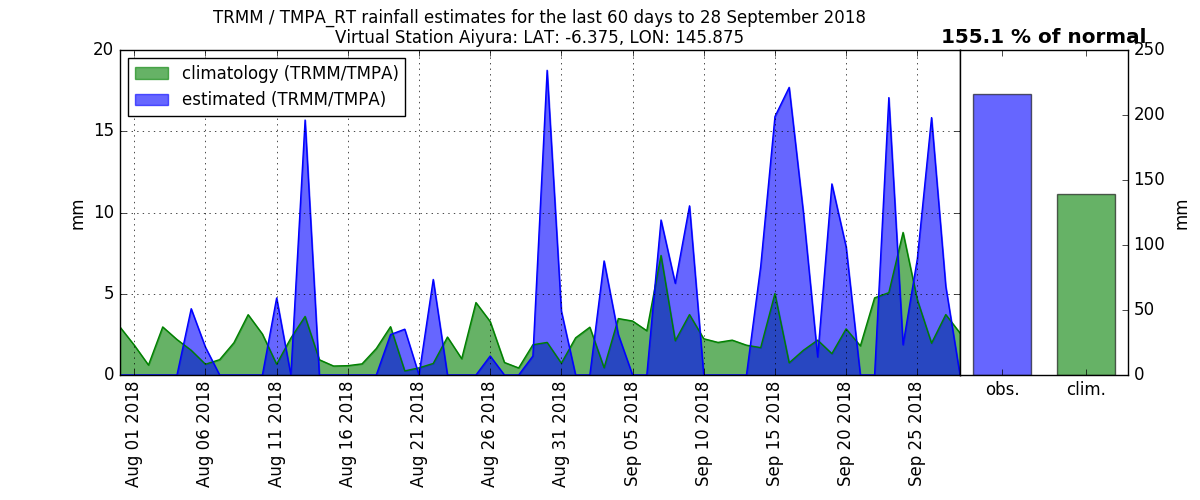 TRMM / TMPA_RT rainfall estimates for the last 60 days to 28 September 2018
Virtual Station Aiyura: LAT: -6.375, LON: 145.875
155.1 % of normal
climatology (TRMM/TMPA)
estimated (TRMM/TMPA)
mm
20
15
10
5
0
Aug 01 2018
Aug 06 2018
Aug 11 2018
Aug 16 2018
Aug 21 2018
Aug 26 2018
Aug 31 2018
Sep 05 2018
Sep 10 2018
Sep 15 2018
Sep 20 2018
Sep 25 2018
obs.
clim.
250
200
150
100
50
0
mm